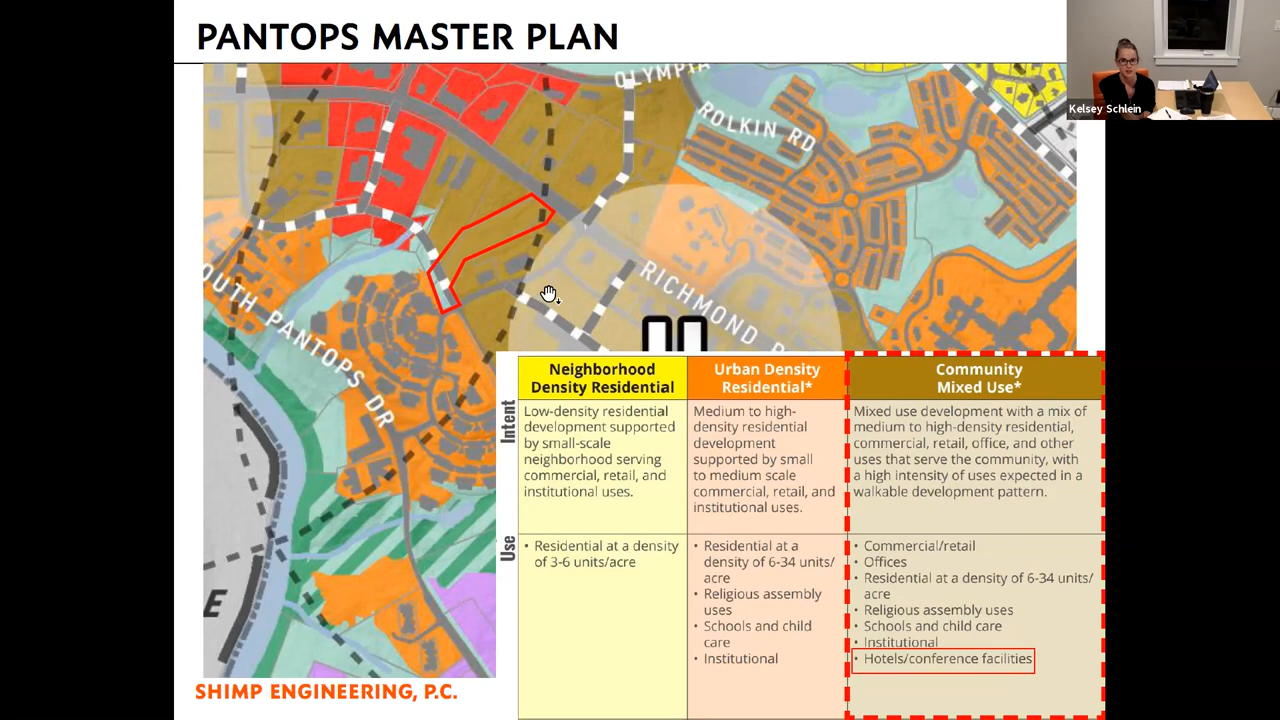 PANTOPS MASTER PLAN
Kelsey Schlein
OLYMPIA
ROLKIN RD
RICHMOND
SOUTH PANTOPS DR
E
Neighborhood
Density Residential
Urban Density
Residential*
Community
Mixed Use*
Intent
Low-density residential
development supported
by small-scale
neighborhood serving
commercial, retail, and
institutional uses.
Medium to high-
density residential
development
supported by small
to medium scale
commercial, retail, and
institutional uses.
Mixed use development with a mix of
medium to high-density residential,
commercial, retail, office, and other
uses that serve the community, with
a high intensity of uses expected in a
walkable development pattern.
Use
• Residential at a density
of 3-6 units/acre
• Residential at a
density of 6-34 units/
acre
• Religious assembly
uses
• Schools and child
care
• Institutional
• Commercial/retail
• Offices
• Residential at a density of 6-34 units/
acre
• Religious assembly uses
• Schools and child care
• Institutional
• Hotels/conference facilities
SHIMP ENGINEERING, P.C.